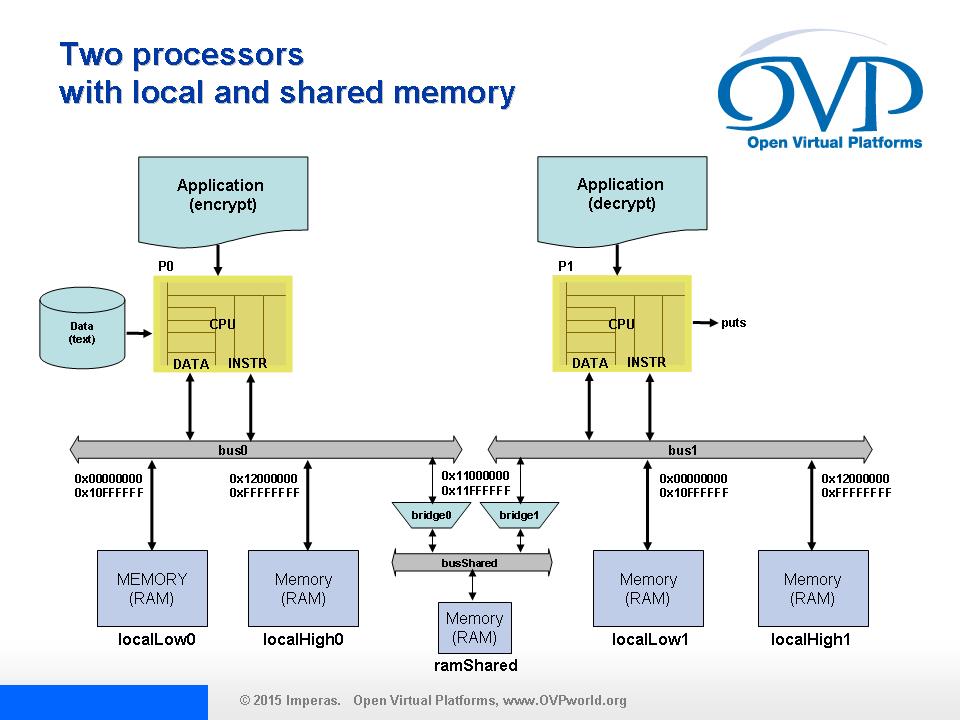 Two processors
with local and shared memory
OVP
Open Virtual Platforms
Application
(encrypt)
Application
(decrypt)
P0
P1
Data
(text)
CPU
DATA
INSTR
CPU
DATA
INSTR
puts
bus0
bus1
0x00000000
0x10FFFFFF
0x12000000
0xFFFFFFFF
0x11000000
0x11FFFFFF
0x00000000
0x10FFFFFF
0x12000000
0xFFFFFFFF
bridge0
bridge1
busShared
MEMORY
(RAM)
Memory
(RAM)
Memory
(RAM)
Memory
(RAM)
Memory
(RAM)
localLow0
localHigh0
ramShared
localLow1
localHigh1
© 2015 Imperas. Open Virtual Platforms, www.OVPworld.org